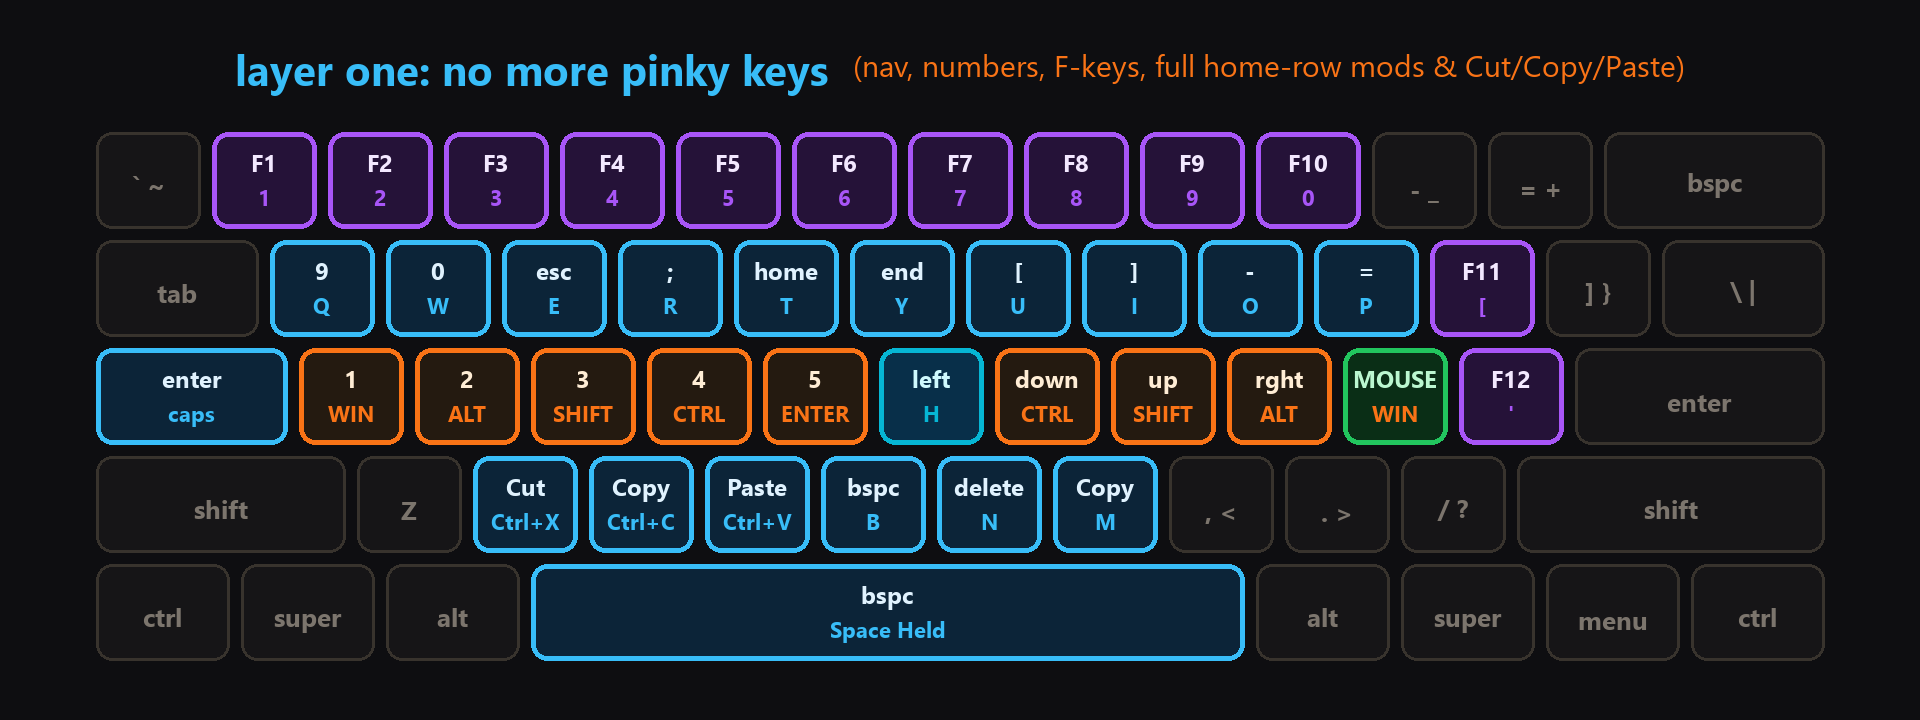 layer one: no more pinky keys (nav, numbers, F-keys, full home-row mods & Cut/Copy/Paste)
` ~ F1 F2 F3 F4 F5 F6 F7 F8 F9 F10 - _ = + bspc
1 2 3 4 5 6 7 8 9 0
tab 9 0 esc ; home end [ ] - = F11 ] } \ |
Q W E R T Y U I O P [
enter 1 2 3 4 5 left down up rght MOUSE F12 enter
caps WIN ALT SHIFT CTRL ENTER H CTRL SHIFT ALT WIN '
shift Z Cut Copy Paste bspc delete Copy , < . > / ? shift
Ctrl+X Ctrl+C Ctrl+V B N M
ctrl super alt bspc alt super menu ctrl
Space Held